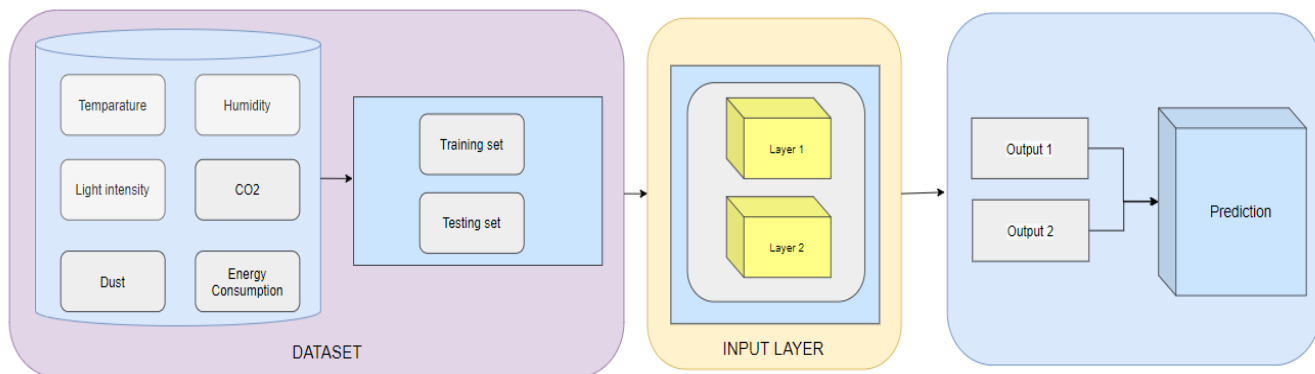 Temparature
Humidity
Light intensity
CO2
Dust
Energy
Consumption
Training set
Testing set
DATASET
Layer 1
Layer 2
INPUT LAYER
Output 1
Output 2
Prediction